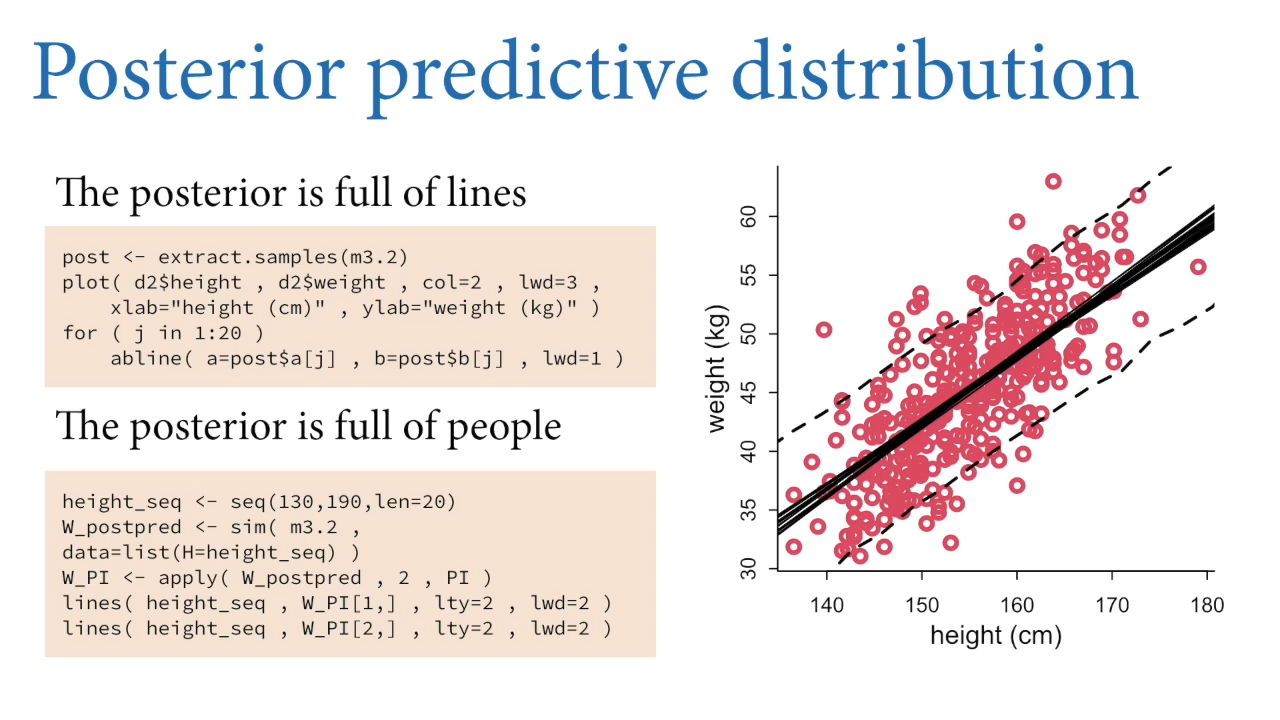 Posterior predictive distribution
The posterior is full of lines
post <- extract.samples(m3.2)
plot( d2$height , d2$weight , col=2 , lwd=3 ,
xlab="height (cm)" , ylab="weight (kg)" )
for ( j in 1:20 )
abline( a=post$a[j] , b=post$b[j] , lwd=1 )
The posterior is full of people
height_seq <- seq(130,190,len=20)
W_postpred <- sim( m3.2 ,
data=list(H=height_seq) )
W_PI <- apply( W_postpred , 2 , PI )
lines( height_seq , W_PI[1,] , lty=2 , lwd=2 )
lines( height_seq , W_PI[2,] , lty=2 , lwd=2 )
weight (kg)
60
55
50
45
40
35
30
140 150 160 170 180
height (cm)